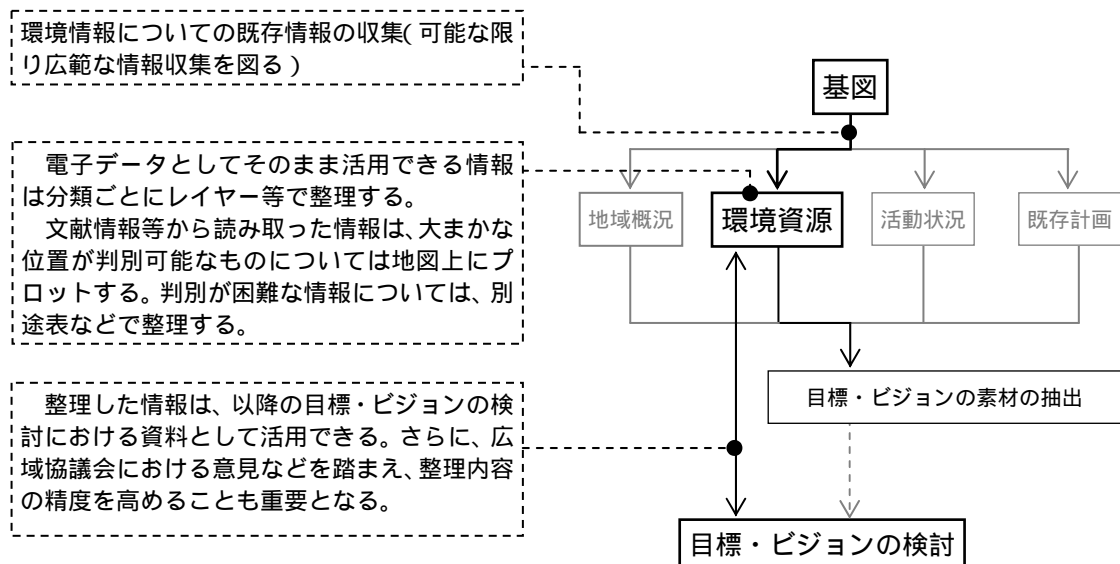 環境情報についての既存情報の収集(可能な限
り広範な情報収集を図る)
基図
電子データとしてそのまま活用できる情報
は分類ごとにレイヤー等で整理する。
文献情報等から読み取った情報は、大まかな
位置が判別可能なものについては地図上にプ
ロットする。判別が困難な情報については、別
途表などで整理する。
地域概況
環境資源
活動状況
既存計画
目標・ビジョンの素材の抽出
整理した情報は、以降の目標・ビジョンの検
討における資料として活用できる。さらに、広
域協議会における意見などを踏まえ、整理内容
の精度を高めることも重要となる。
目標・ビジョンの検討